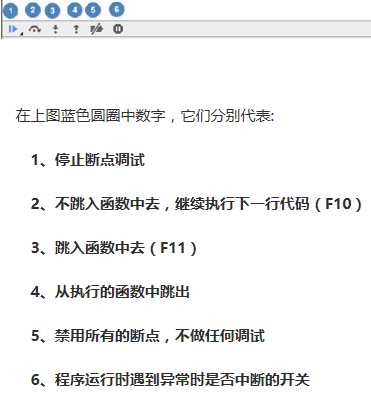 1 2 3 4 5 6
在上图蓝色圆圈中数字，它们分别代表:
1、停止断点调试
2、不跳入函数中去，继续执行下一行代码（F10）
3、跳入函数中去（F11）
4、从执行的函数中跳出
5、禁用所有的断点，不做任何调试
6、程序运行时遇到异常时是否中断的开关